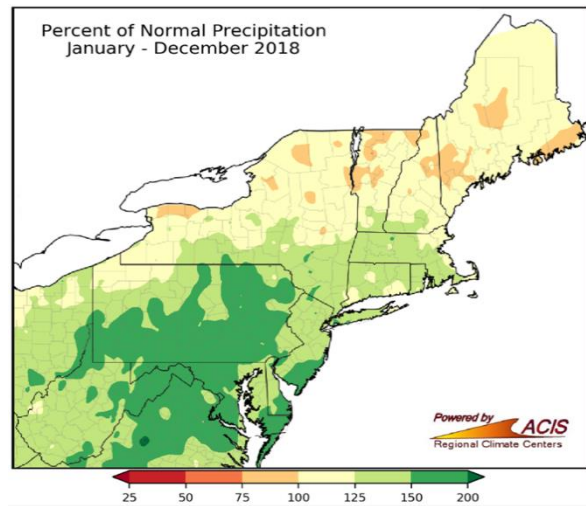 Percent of Normal Precipitation
January - December 2018
Powered by
ACIS
Regional Climate Centers
25 50 75 100 125 150 200